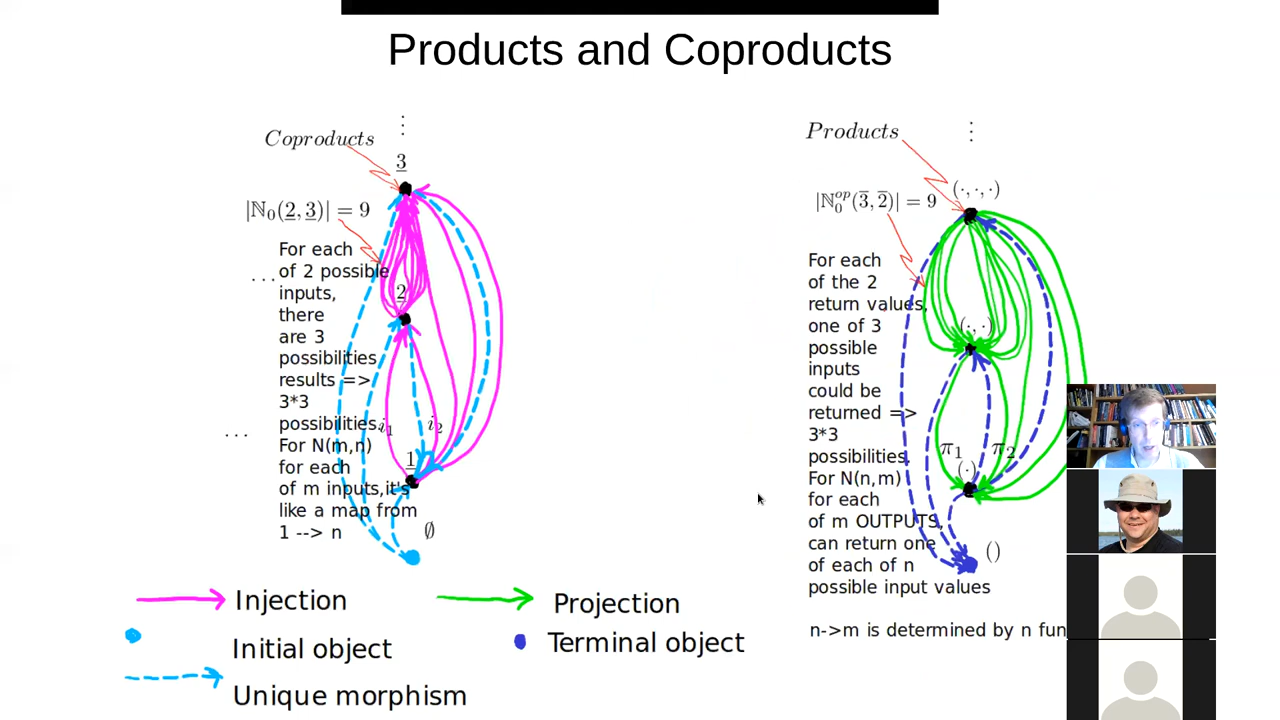 Products and Coproducts
Coproducts
⋮
3
|ℕ₀(2, 3)| = 9
For each
of 2 possible
. . .
inputs,
2
there
are 3
possibilities
results =>
3*3
possibilities.
i₁
i₂
. . .
For N(m,n)
1
for each
of m inputs,it's
like a map from
1 --> n
∅
Products
⋮
(·, ·, ·)
|ℕ₀ᵒᵖ(3̅, 2̅)| = 9
For each
of the 2
return values,
one of 3
(·, ·)
possible
inputs
could be
returned =>
3*3
possibilities.
π₁
π₂
For N(n,m)
(·)
for each
of m OUTPUTS,
can return one
()
of each of n
possible input values
n->m is determined by n fun
Injection
Projection
Initial object
Terminal object
Unique morphism